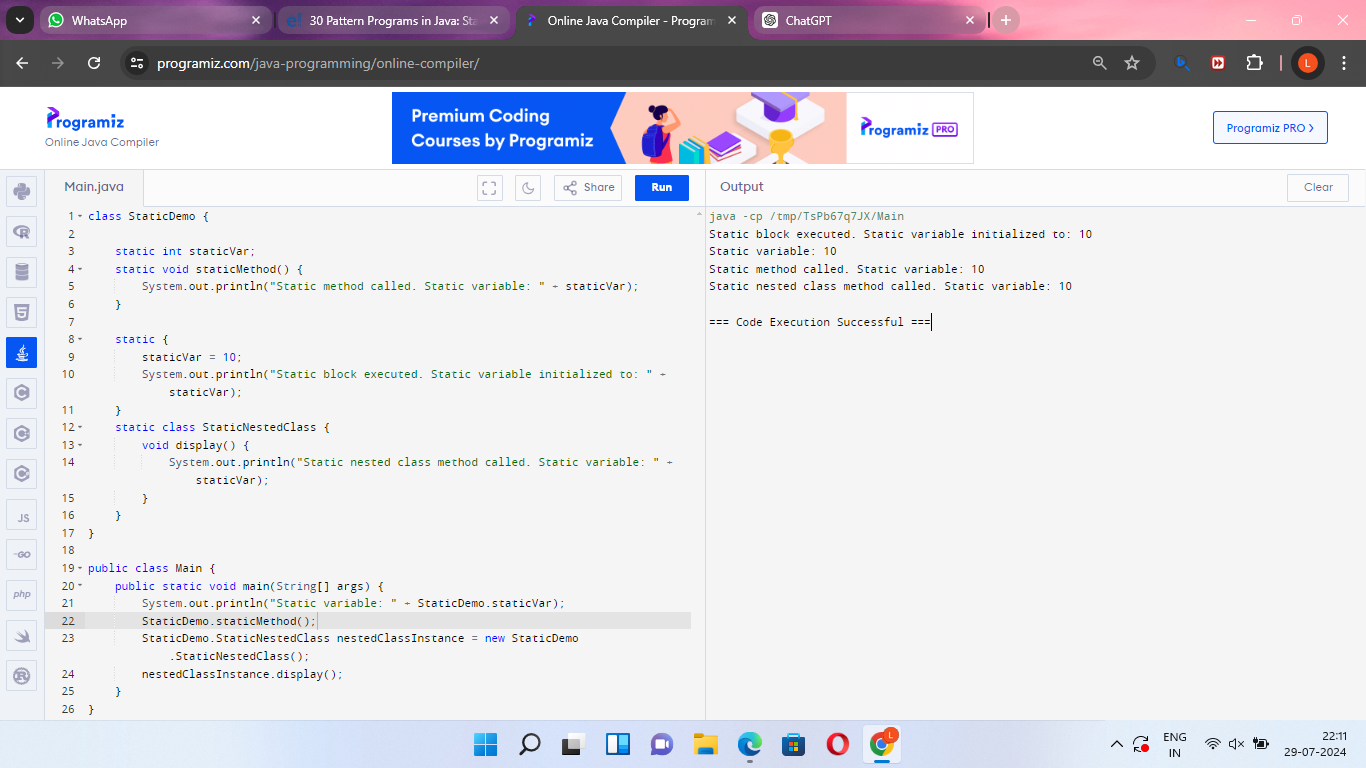 WhatsApp
30 Pattern Programs in Java: Sta
Online Java Compiler - Program
ChatGPT
programiz.com/java-programming/online-compiler/
L
Programiz
Online Java Compiler
Premium Coding
Courses by Programiz
Programiz PRO
Programiz PRO >
Main.java
Share
Run
Output
Clear
1 class StaticDemo {
2
3 static int staticVar;
4 static void staticMethod() {
5 System.out.println("Static method called. Static variable: " + staticVar);
6 }
7
8 static {
9 staticVar = 10;
10 System.out.println("Static block executed. Static variable initialized to: " +
staticVar);
11 }
12 static class StaticNestedClass {
13 void display() {
14 System.out.println("Static nested class method called. Static variable: " +
staticVar);
15 }
16 }
17 }
18
19 public class Main {
20 public static void main(String[] args) {
21 System.out.println("Static variable: " + StaticDemo.staticVar);
22 StaticDemo.staticMethod();
23 StaticDemo.StaticNestedClass nestedClassInstance = new StaticDemo
.StaticNestedClass();
24 nestedClassInstance.display();
25 }
26 }
java -cp /tmp/TsPb67q7JX/Main
Static block executed. Static variable initialized to: 10
Static variable: 10
Static method called. Static variable: 10
Static nested class method called. Static variable: 10
=== Code Execution Successful ===
JS
GO
php
L
ENG
IN
22:11
29-07-2024